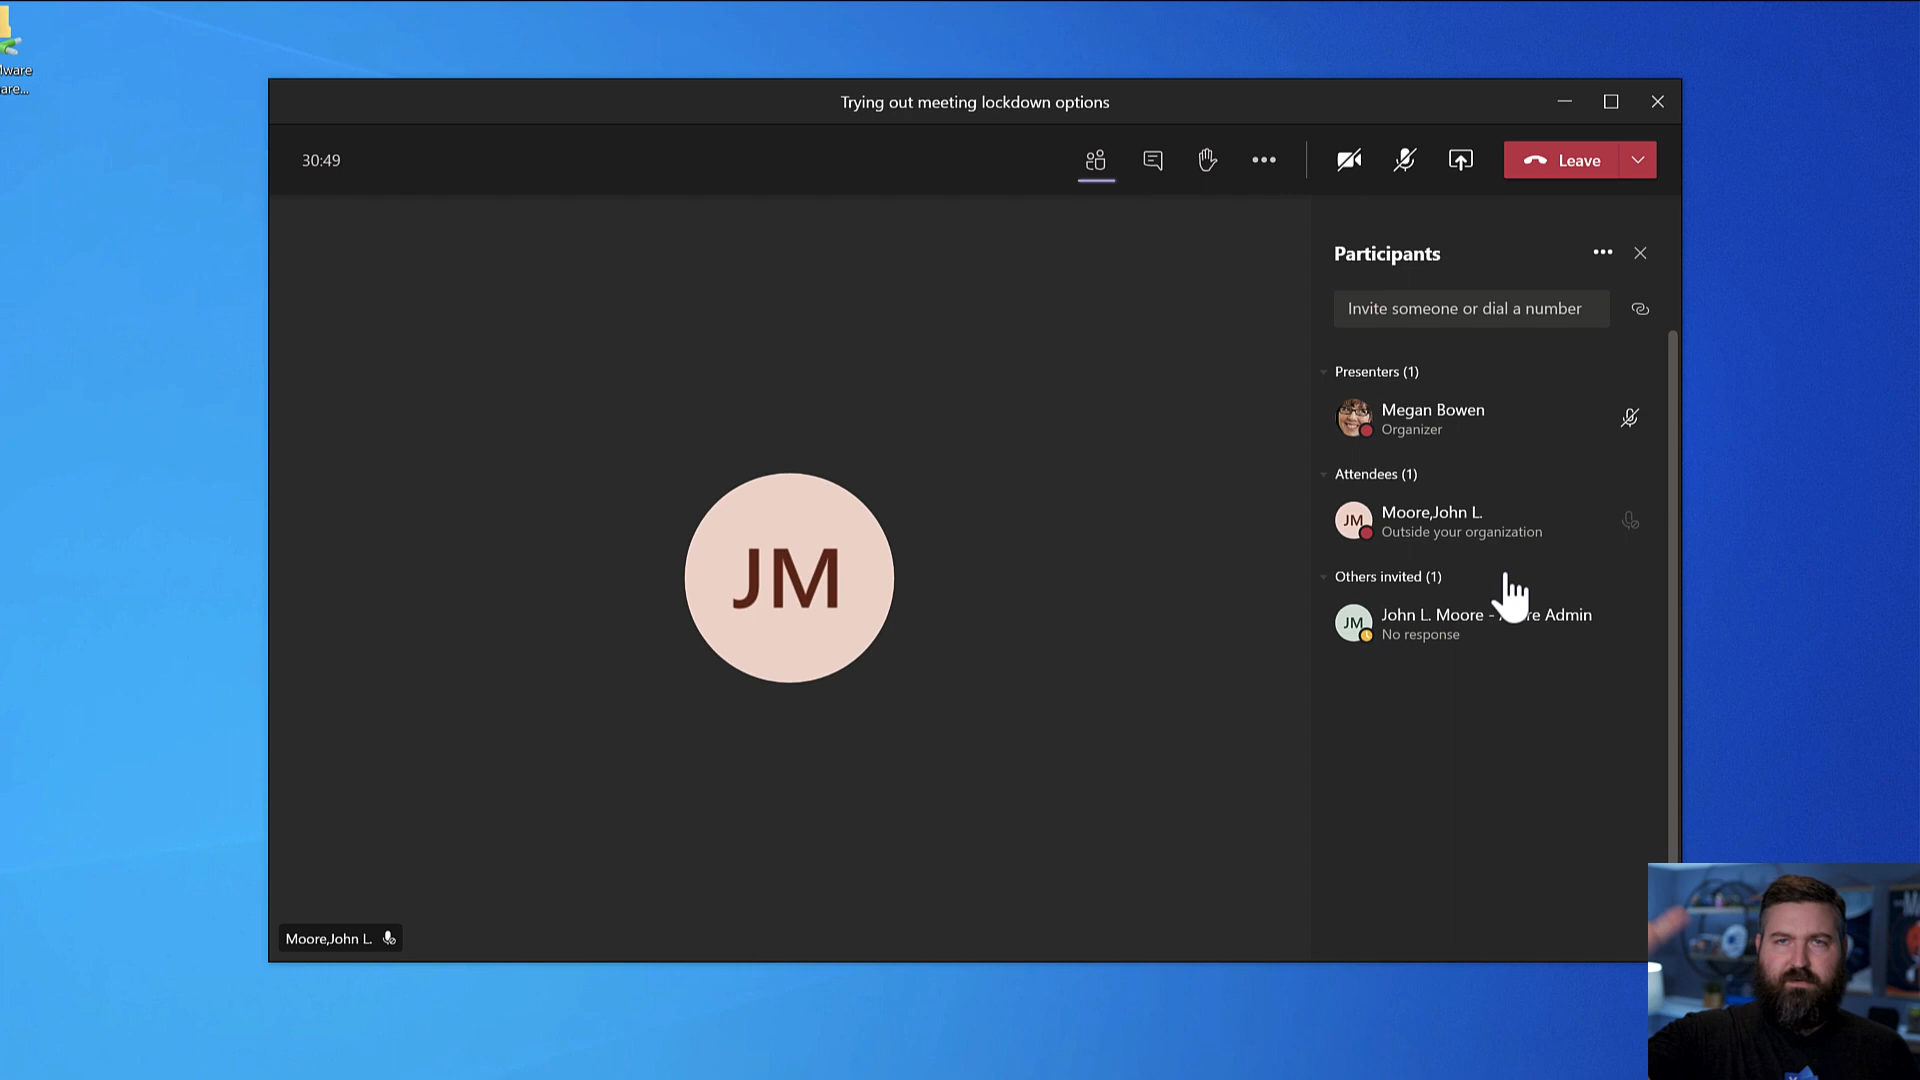 Mware
are...
Trying out meeting lockdown options
30:49
Leave
Participants
Invite someone or dial a number
Presenters (1)
Megan Bowen
Organizer
Attendees (1)
JM
Moore,John L.
Outside your organization
Others invited (1)
JM
John L. Moore - re Admin
No response
JM
Moore,John L.